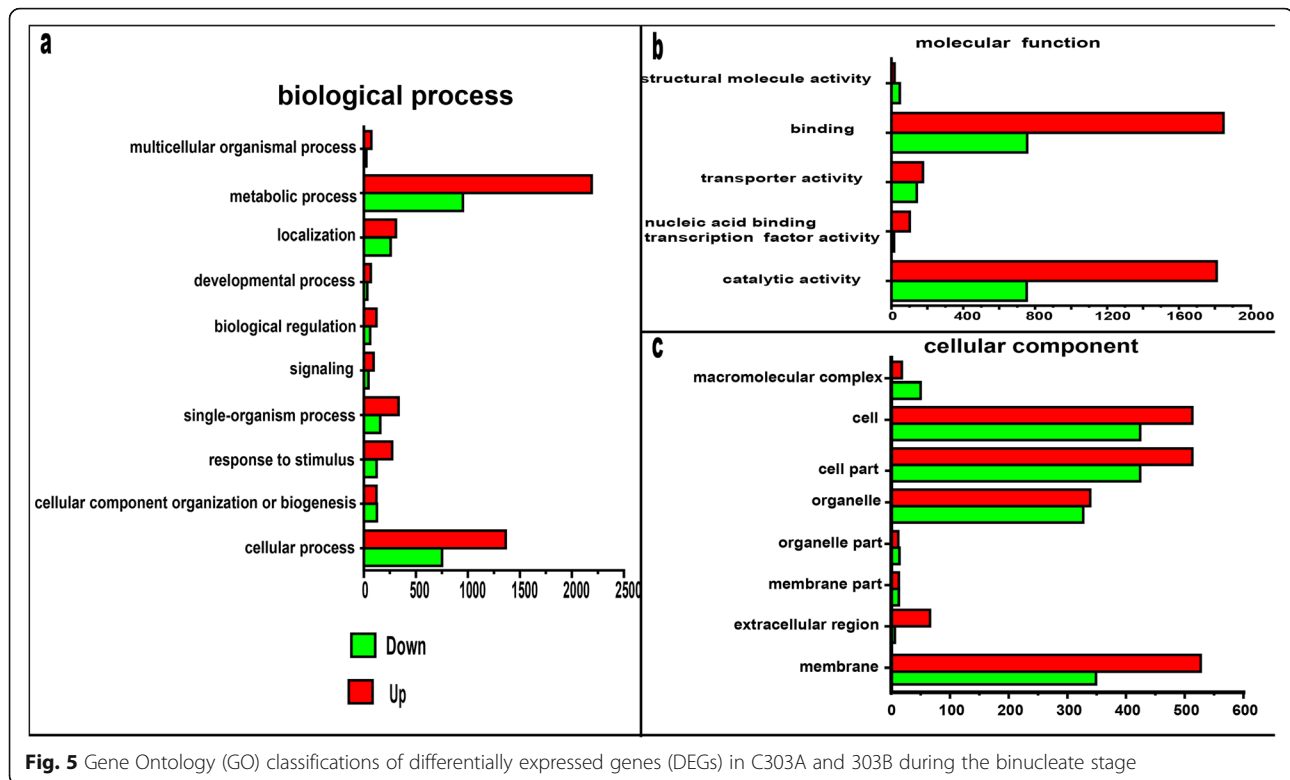 a
biological process
multicellular organismal process
metabolic process
localization
developmental process
biological regulation
signaling
single-organism process
response to stimulus
cellular component organization or biogenesis
cellular process
0 500 1000 1500 2000 2500
Down
Up
b
molecular function
structural molecule activity
binding
transporter activity
nucleic acid binding
transcription factor activity
catalytic activity
0 400 800 1200 1600 2000
c
cellular component
macromolecular complex
cell
cell part
organelle
organelle part
membrane part
extracellular region
membrane
0 100 200 300 400 500 600
Fig. 5 Gene Ontology (GO) classifications of differentially expressed genes (DEGs) in C303A and 303B during the binucleate stage